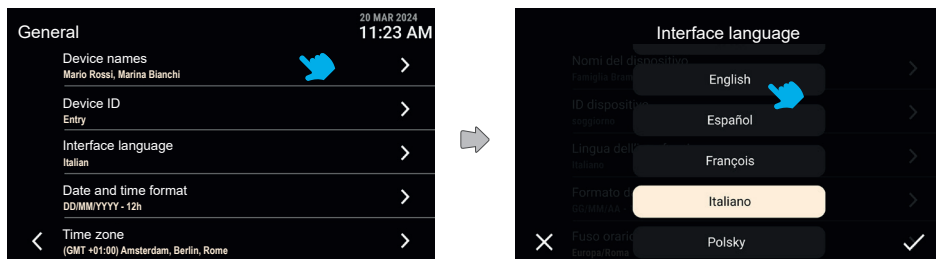 General
20 MAR 2024
11:23 AM
Device names
Mario Rossi, Marina Bianchi
Device ID
Entry
Interface language
Italian
Date and time format
DD/MM/YYYY - 12h
Time zone
(GMT +01:00) Amsterdam, Berlin, Rome
Interface language
Nomi del dispositivo
Famiglia
English
ID dispositi
soggiorno
Español
Lingua dell
Italiano
François
Formato d
GG/MM/AA -
Italiano
Fuso orario
Europa/Roma
Polsky